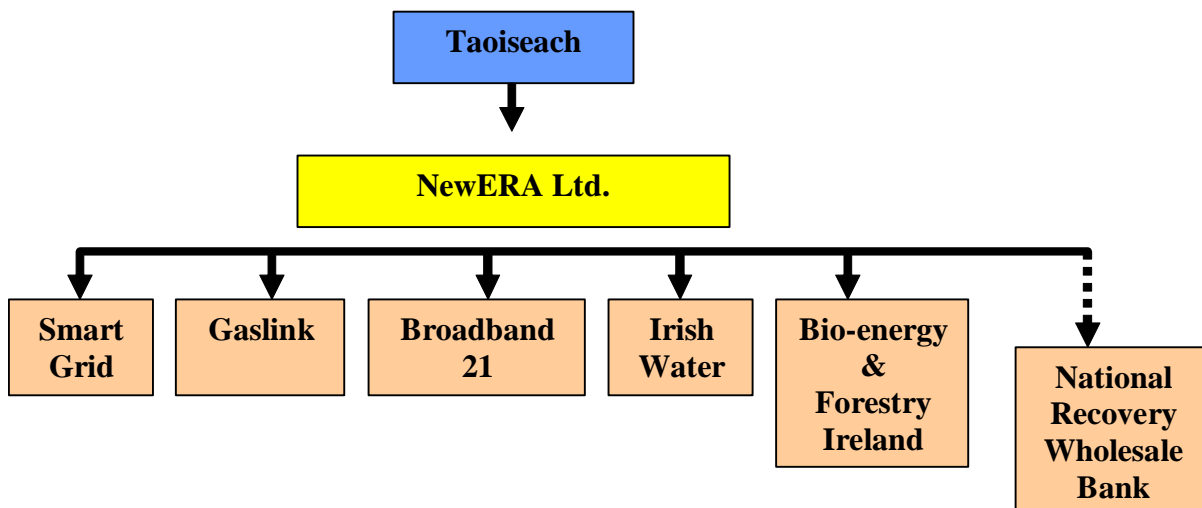 Taoiseach
NewERA Ltd.
Smart
Grid
Gaslink
Broadband
21
Irish
Water
Bio-energy
&
Forestry
Ireland
National
Recovery
Wholesale
Bank